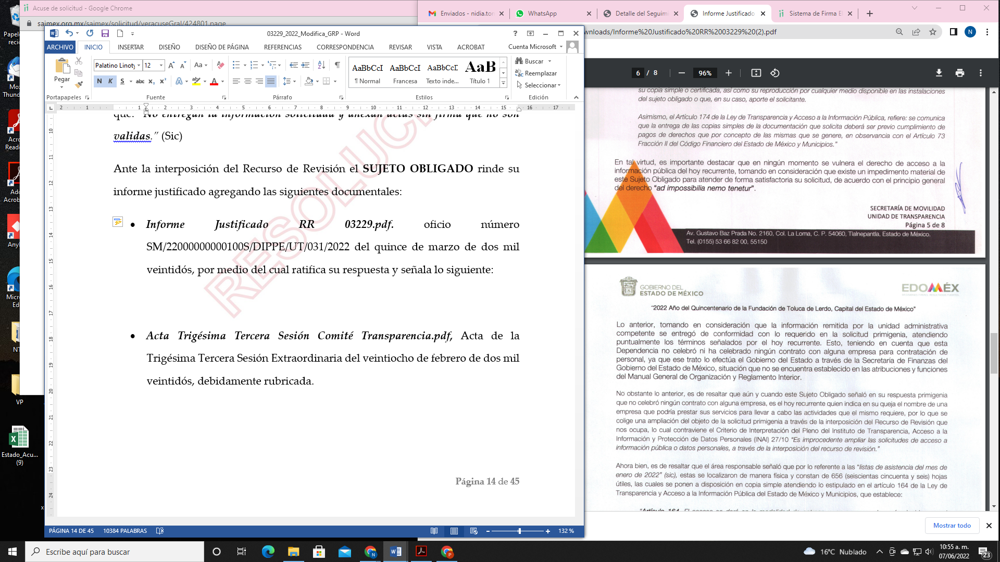 Acuse de solicitud - Google Chrome
saimex.org.mx/saimex/solicitud/veracuseGral/424801.page
Enviados - nidia.torr
WhatsApp
Detalle del Seguim
Informe Justificado
Sistema de Firma El
wnloads/Informe%20Justificado%20RR%2003229%20(2).pdf
03229_2022_Modifica_GRP - Word
ARCHIVO INICIO INSERTAR DISEÑO DISEÑO DE PÁGINA REFERENCIAS CORRESPONDENCIA REVISAR VISTA ACROBAT Cuenta Microsoft
Palatino Linoty 12
Pegar
AaBbCcI AaBbCcI AaBbCcI AaB
¶ Normal Francesa Texto inde... Título 1
Buscar
Reemplazar
Seleccionar
Portapapeles Fuente Párrafo Estilos Edición
que: "No entregan la información solicitada y anexan actas sin firma que no son
validas." (Sic)
Ante la interposición del Recurso de Revisión el SUJETO OBLIGADO rinde su
informe justificado agregando las siguientes documentales:
• Informe Justificado RR 03229.pdf. oficio número
SM/22000000000100S/DIPPE/UT/031/2022 del quince de marzo de dos mil
veintidós, por medio del cual ratifica su respuesta y señala lo siguiente:
• Acta Trigésima Tercera Sesión Comité Transparencia.pdf, Acta de la
Trigésima Tercera Sesión Extraordinaria del veintiocho de febrero de dos mil
veintidós, debidamente rubricada.
RESOLUC
Página 14 de 45
PÁGINA 14 DE 45 10384 PALABRAS 132 %
6 / 8 96%
su copia simple o certificada, así como su reproducción por cualquier medio disponible en las instalaciones
del sujeto obligado o que, en su caso, aporte el solicitante.
Asimismo, el Artículo 174 de la Ley de Transparencia y Acceso a la Información Pública, refiere: se comunica
que la entrega de las copias simples de la documentación que solicita deberá ser previo cumplimiento de
pagos de derechos que por concepto de las mismas que se genere, en observancia con el Artículo 73
Fracción II del Código Financiero del Estado de México y Municipios."
En tal virtud, es importante destacar que en ningún momento se vulnera el derecho de acceso a la
información pública del hoy recurrente, tomando en consideración que existe un impedimento material de
este Sujeto Obligado para atender de forma satisfactoria su solicitud, de acuerdo con el principio general
del derecho "ad impossibilia nemo tenetur".
SECRETARÍA DE MOVILIDAD
UNIDAD DE TRANSPARENCIA
Página 5 de 8
Av. Gustavo Baz Prada No. 2160, Col. La Loma, C. P. 54060, Tlalnepantla, Estado de México.
Tel. (0155) 53 66 82 00, 55150
GOBIERNO DEL
ESTADO DE MÉXICO
EDOMÉX
"2022 Año del Quincentenario de la Fundación de Toluca de Lerdo, Capital del Estado de México"
Lo anterior, tomando en consideración que la información remitida por la unidad administrativa
competente se entregó de conformidad con lo requerido en la solicitud primigenia, atendiendo
puntualmente los términos señalados por el hoy recurrente. Esto, teniendo en cuenta que esta
Dependencia no celebró ni ha celebrado ningún contrato con alguna empresa para contratación de
personal, ya que ese trato lo efectúa el Gobierno del Estado a través de la Secretaría de Finanzas del
Gobierno del Estado de México, situación que no se encuentra establecido en las atribuciones y funciones
del Manual General de Organización y Reglamento Interior.
No obstante lo anterior, es de resaltar que aún y cuando este Sujeto Obligado señaló en su respuesta primigenia
que no celebró ningún contrato con alguna empresa, es el hoy recurrente quien indica en su queja el nombre de una
empresa que podría prestar sus servicios para llevar a cabo las actividades que el mismo requiere, por lo que se
colige una ampliación del objeto de la solicitud primigenia a través de la interposición del Recurso de Revisión que
nos ocupa, lo cual contraviene el Criterio de Interpretación del Pleno del Instituto de Transparencia, Acceso a la
Información y Protección de Datos Personales (INAI) 27/10 "Es improcedente ampliar las solicitudes de acceso a
información pública o datos personales, a través de la interposición del recurso de revisión."
Ahora bien, es de resaltar que el área responsable señaló que por lo referente a las "listas de asistencia del mes de
enero de 2022" (sic), estas se localizaron de manera física y constan de 656 (seiscientas cincuenta y seis) hojas
útiles, las cuales se ponen a disposición en copia simple atendiendo lo estipulado en el artículo 164 de la Ley de
Transparencia y Acceso a la Información Pública del Estado de México y Municipios, que establece:
Mostrar todo
Estado_Acu...
(9)
VP
Escribe aquí para buscar
16°C Nublado
10:55 a. m.
07/06/2022
23